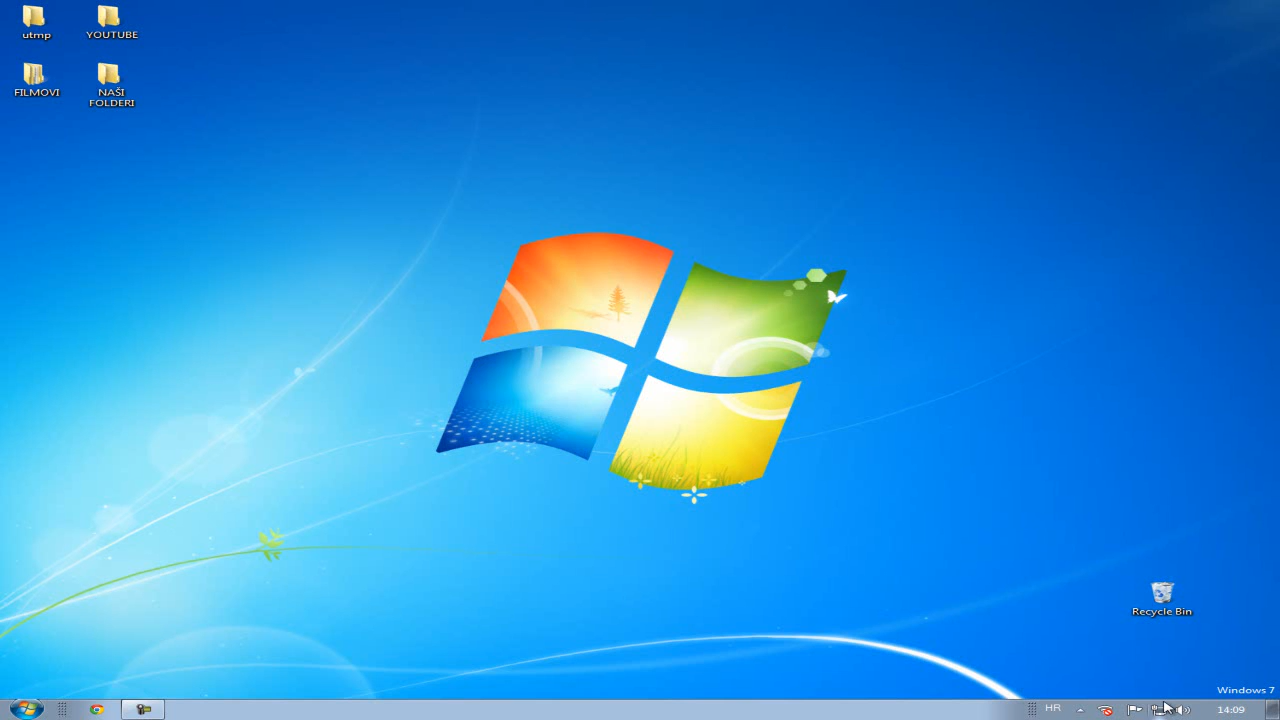 utmp
YOUTUBE
FILMOVI
NAŠI
FOLDERI
Recycle Bin
Windows 7
HR
14:09